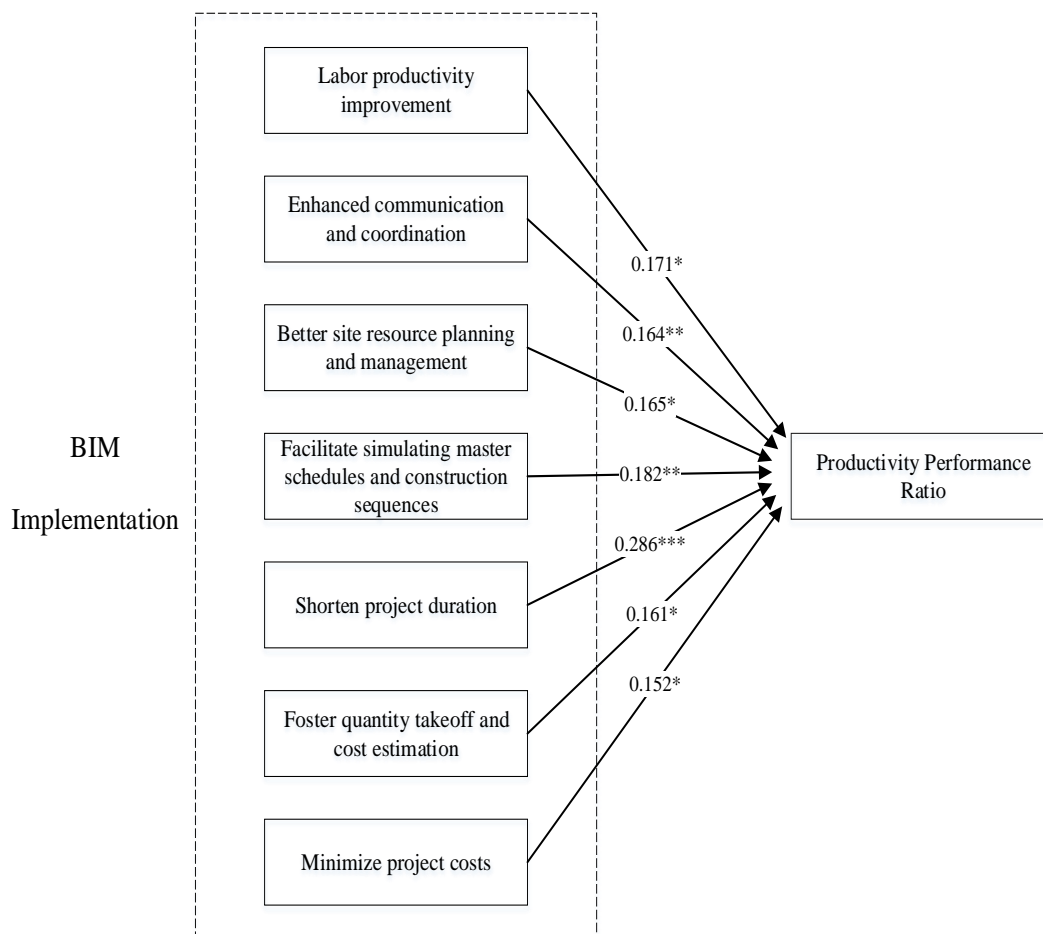 Labor productivity
improvement
Enhanced communication
and coordination
Better site resource planning
and management
Facilitate simulating master
schedules and construction
sequences
Shorten project duration
Foster quantity takeoff and
cost estimation
Minimize project costs
BIM
Implementation
0.171*
0.164**
0.165*
0.182**
0.286***
0.161*
0.152*
Productivity Performance
Ratio